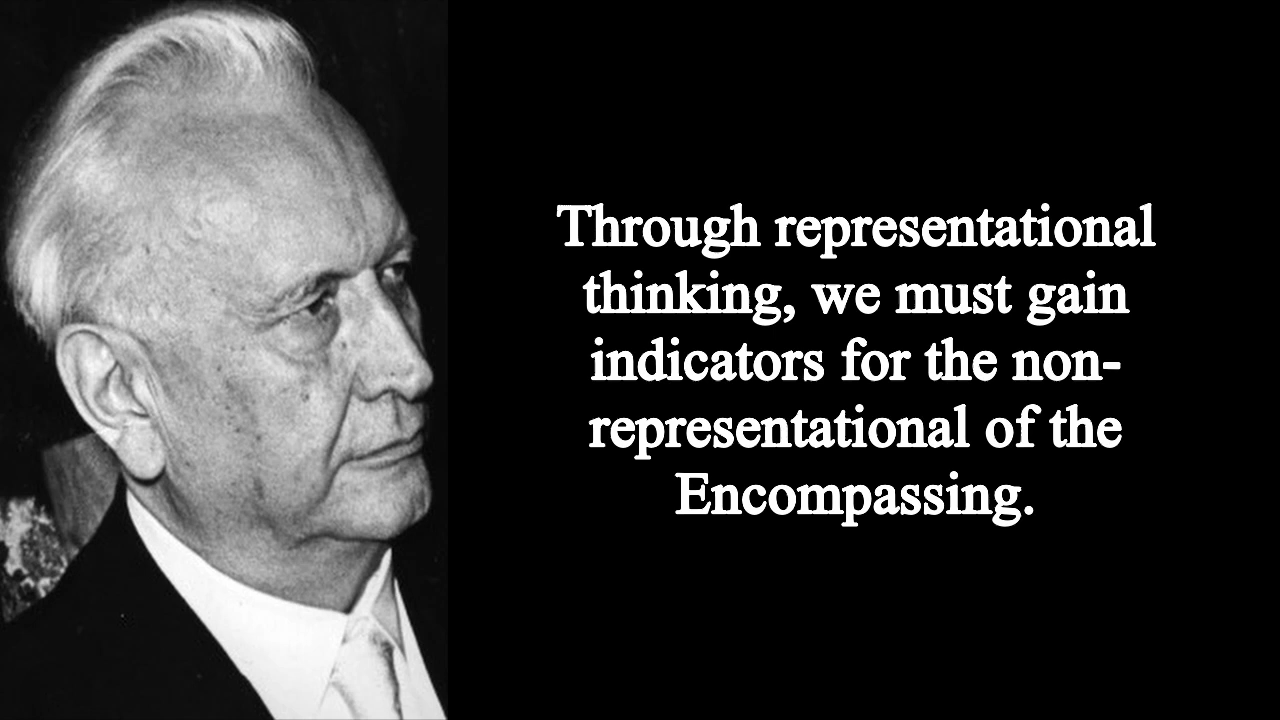 Through representational
thinking, we must gain
indicators for the non-
representational of the
Encompassing.